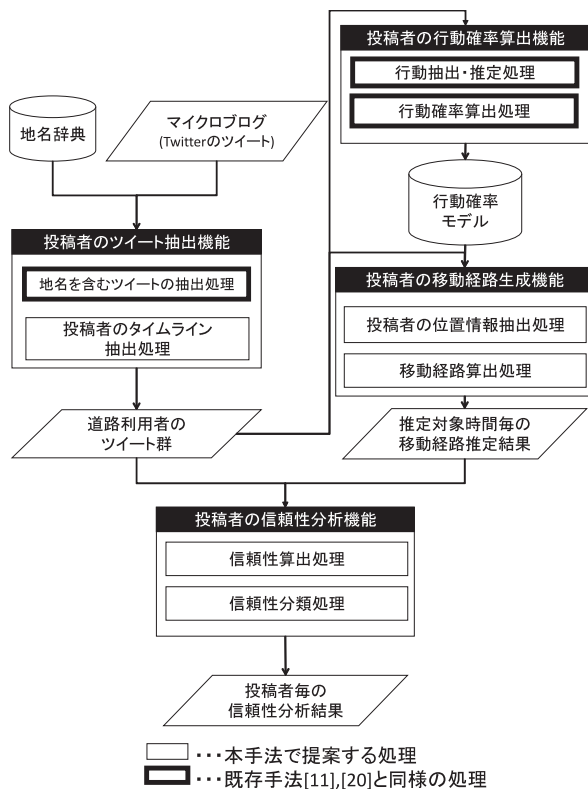 地名辞典
マイクロブログ
(Twitterのツイート)
投稿者のツイート抽出機能
地名を含むツイートの抽出処理
投稿者のタイムライン
抽出処理
道路利用者の
ツイート群
投稿者の行動確率算出機能
行動抽出・推定処理
行動確率算出処理
行動確率
モデル
投稿者の移動経路生成機能
投稿者の位置情報抽出処理
移動経路算出処理
推定対象時間毎の
移動経路推定結果
投稿者の信頼性分析機能
信頼性算出処理
信頼性分類処理
投稿者毎の
信頼性分析結果
・・・本手法で提案する処理
・・・既存手法[11],[20]と同様の処理